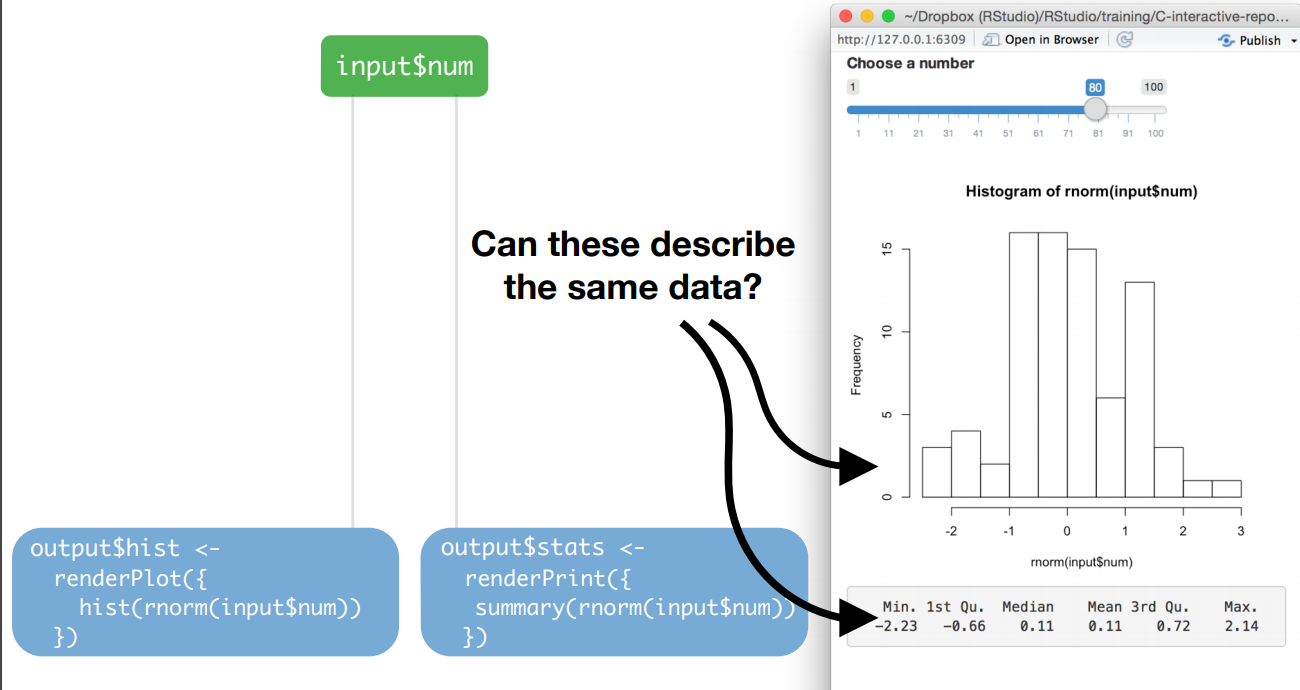 input$num
Can these describe
the same data?
output$hist <-
renderPlot({
hist(rnorm(input$num))
})
output$stats <-
renderPrint({
summary(rnorm(input$num))
})
~/Dropbox (RStudio)/RStudio/training/C-interactive-repo...
http://127.0.0.1:6309 Open in Browser Publish
Choose a number
1 80 100
1 11 21 31 41 51 61 71 81 91 100
Histogram of rnorm(input$num)
Frequency
15
10
5
0
-2 -1 0 1 2 3
rnorm(input$num)
Min. 1st Qu. Median Mean 3rd Qu. Max.
-2.23 -0.66 0.11 0.11 0.72 2.14